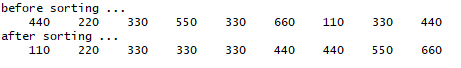 before sorting ...
440 220 330 550 330 660 110 330 440
after sorting ...
110 220 330 330 330 440 440 550 660